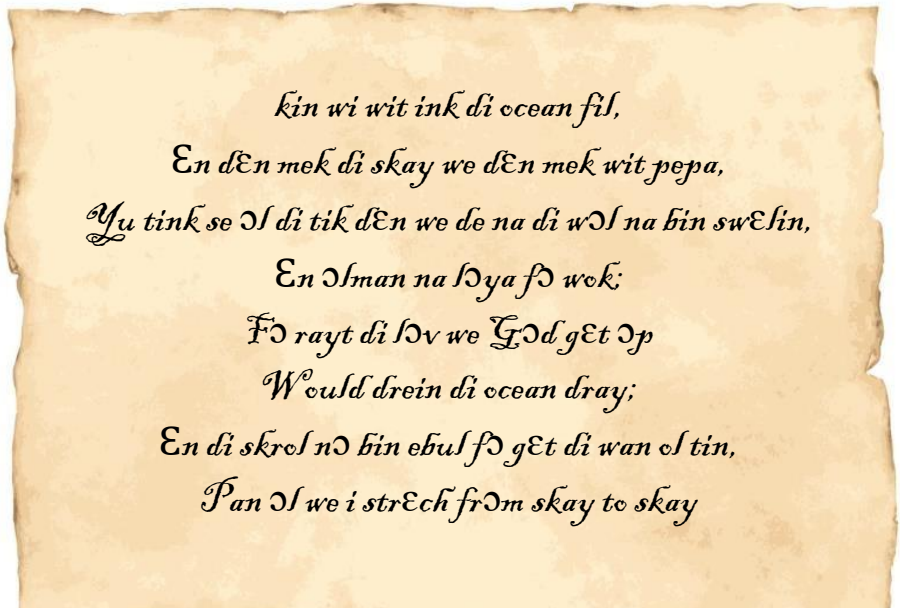 kin wi wit ink di ocean fil,
Ɛn dɛn mek di skay we dɛn mek wit pepa,
Yu tink se ɔl di tik dɛn we de na di wɔl na bin swɛlin,
Ɛn ɔlman na lɔya fɔ wok;
Fɔ rayt di lɔv we Gɔd gɛt ɔp
Would drein di ocean dray;
Ɛn di skrol nɔ bin ebul fɔ gɛt di wan ol tin,
Pan ɔl we i strɛch frɔm skay to skay